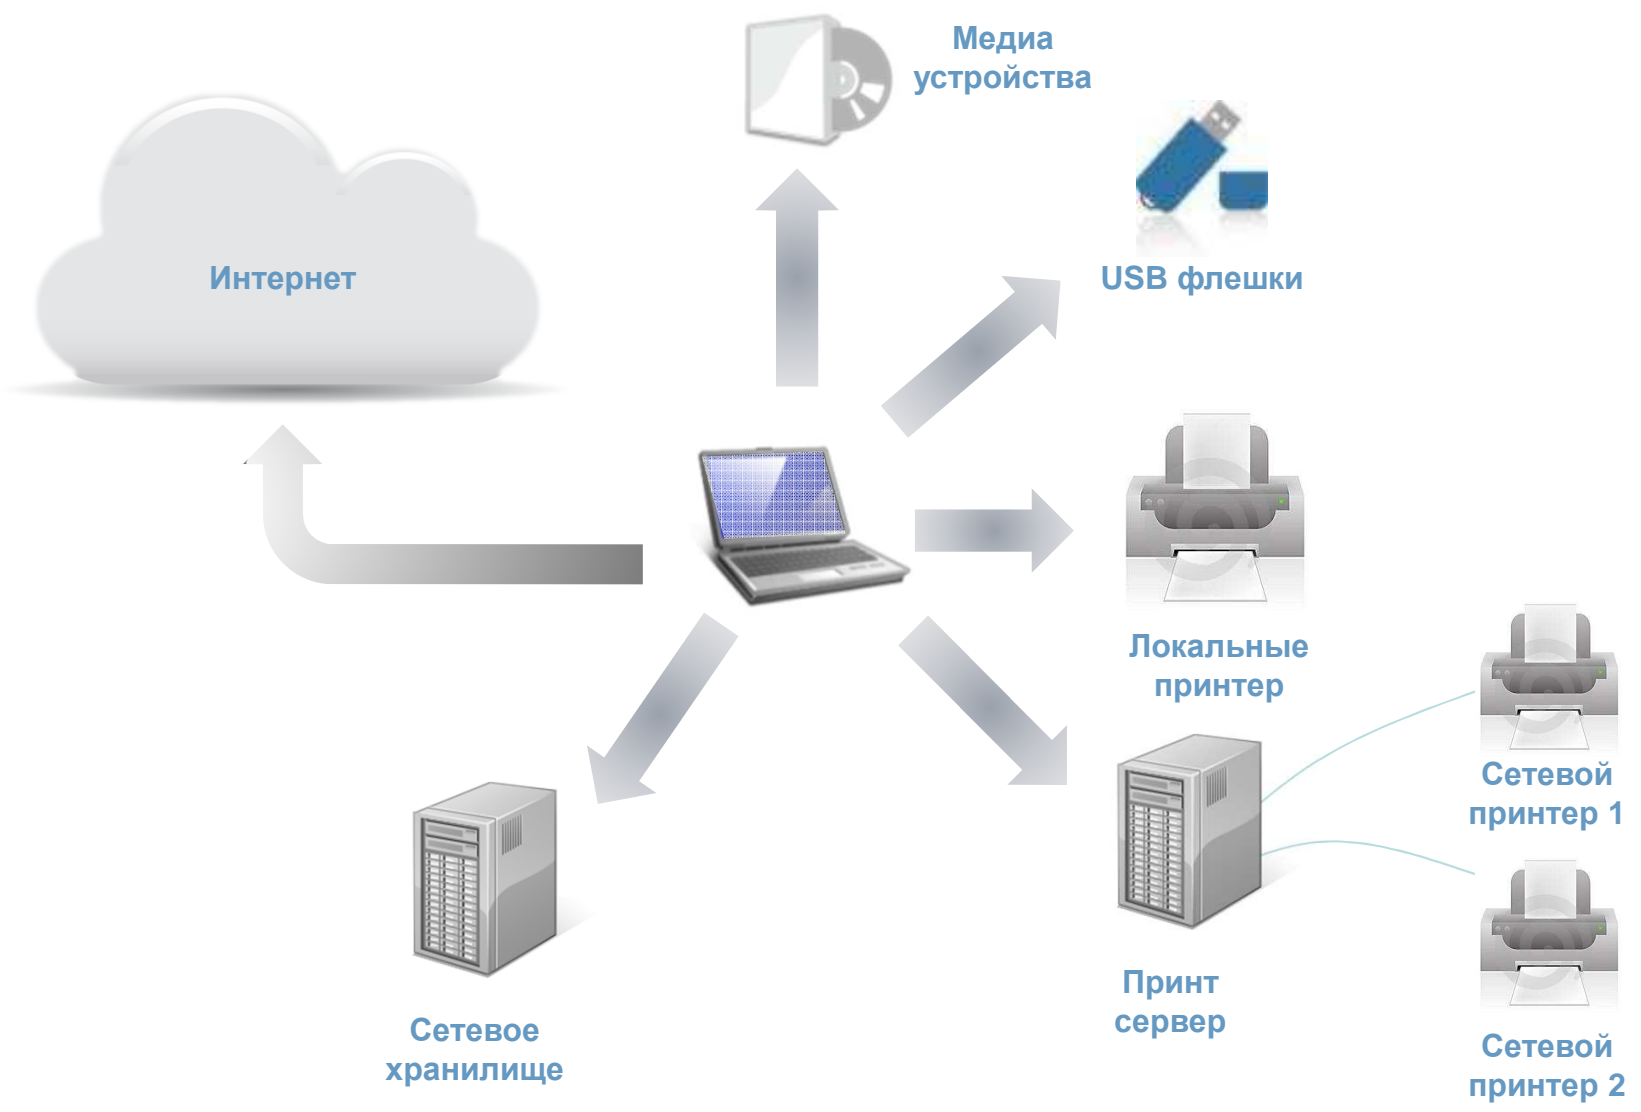 Медиа
устройства
USB флешки
Интернет
Локальные
принтер
Сетевой
принтер 1
Принт
сервер
Сетевое
хранилище
Сетевой
принтер 2